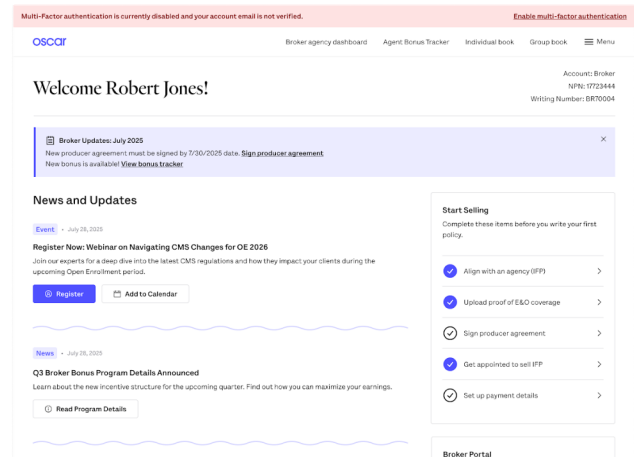 Multi-Factor authentication is currently disabled and your account email is not verified.
Enable multi-factor authentication
oscar
Broker agency dashboard
Agent Bonus Tracker
Individual book
Group book
Menu
Welcome Robert Jones!
Account: Broker
NPN: 17723444
Writing Number: BR70004
Broker Updates: July 2025
New producer agreement must be signed by 7/30/2025 date. Sign producer agreement
New bonus is available! View bonus tracker
News and Updates
Event • July 28, 2025
Register Now: Webinar on Navigating CMS Changes for OE 2026
Join our experts for a deep dive into the latest CMS regulations and how they impact your clients during the
upcoming Open Enrollment period.
Register
Add to Calendar
News • July 28, 2025
Q3 Broker Bonus Program Details Announced
Learn about the new incentive structure for the upcoming quarter. Find out how you can maximize your earnings.
Read Program Details
Start Selling
Complete these items before you write your first
policy.
Align with an agency (IFP)
Upload proof of E&O coverage
Sign producer agreement
Get appointed to sell IFP
Set up payment details
Broker Portal